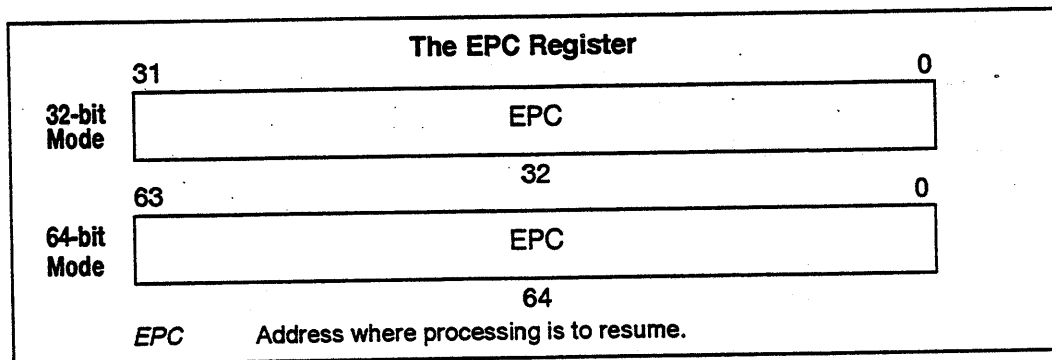 The EPC Register
31 0
32-bit
Mode
EPC
32
63 0
64-bit
Mode
EPC
64
EPC Address where processing is to resume.